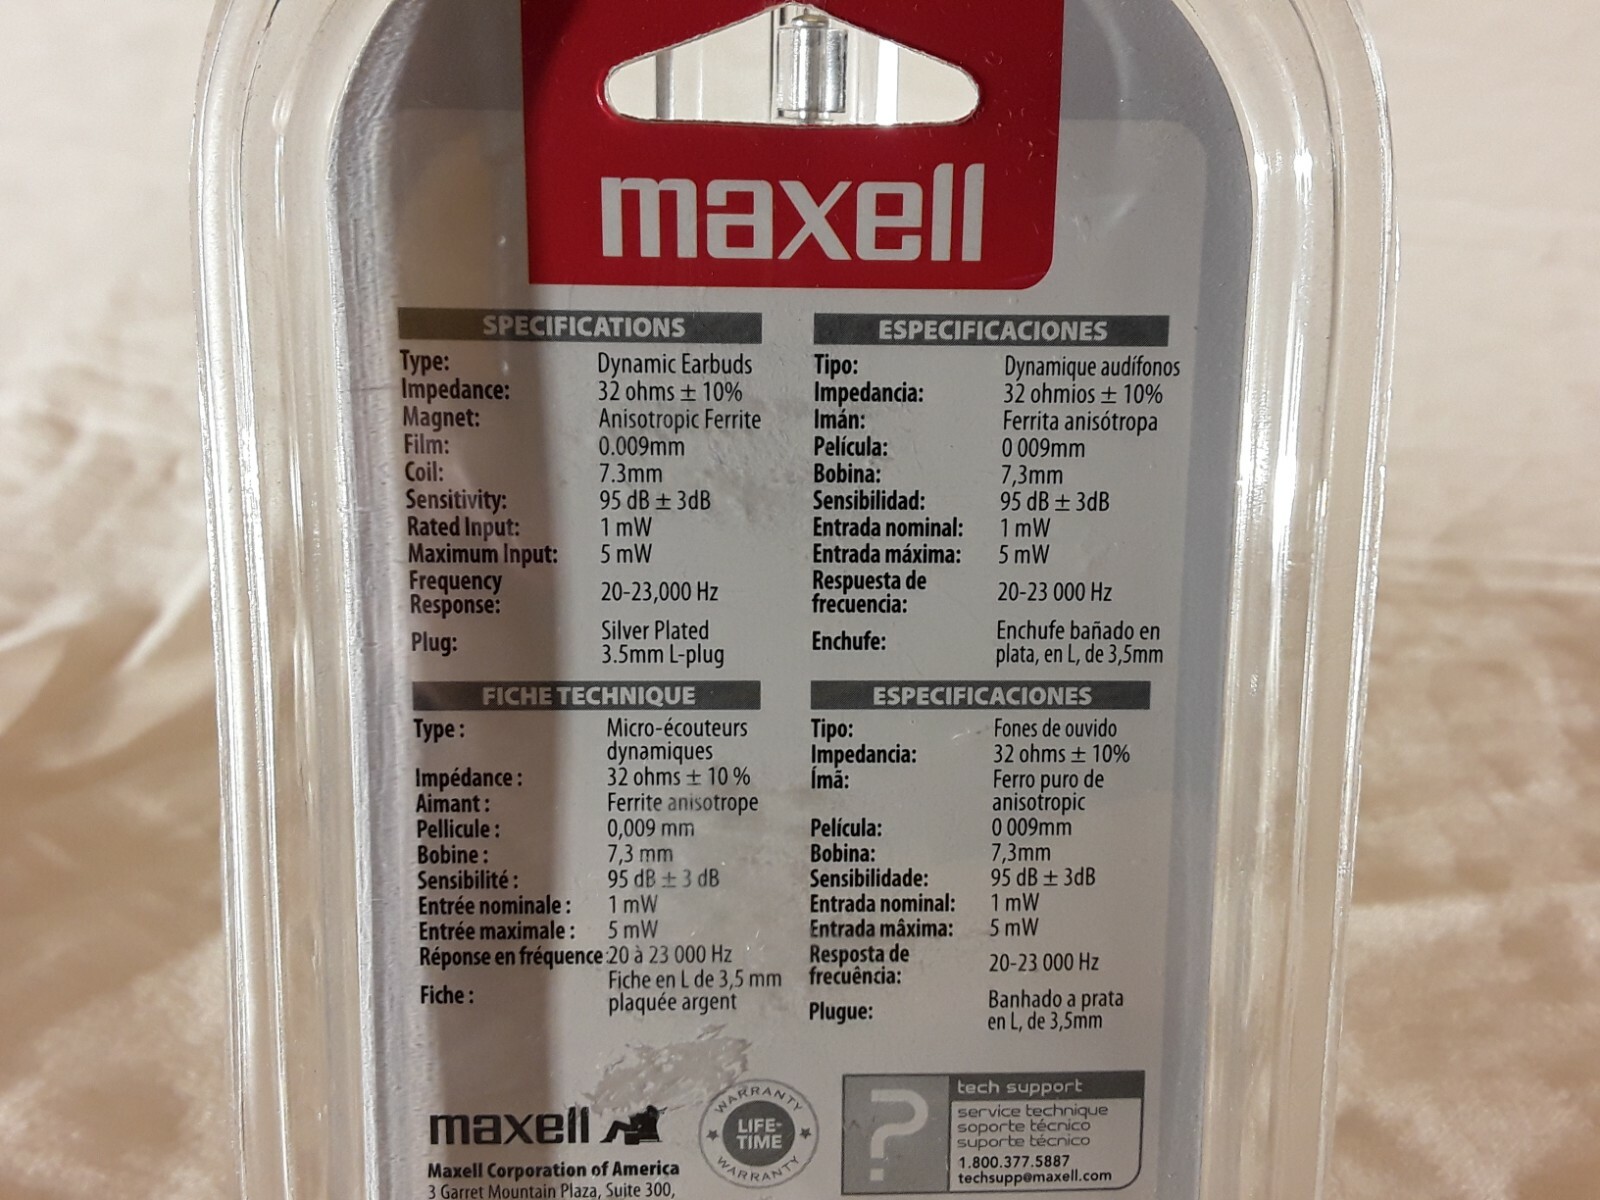 maxell
SPECIFICATIONS
Type: Dynamic Earbuds
Impedance: 32 ohms ± 10%
Magnet: Anisotropic Ferrite
Film: 0.009mm
Coil: 7.3mm
Sensitivity: 95 dB ± 3dB
Rated Input: 1 mW
Maximum Input: 5 mW
Frequency
Response: 20-23,000 Hz
Plug: Silver Plated
3.5mm L-plug
ESPECIFICACIONES
Tipo: Dynamique audífonos
Impedancia: 32 ohmios ± 10%
Imán: Ferrita anisótropa
Película: 0 009mm
Bobina: 7,3mm
Sensibilidad: 95 dB ± 3dB
Entrada nominal: 1 mW
Entrada máxima: 5 mW
Respuesta de
frecuencia: 20-23 000 Hz
Enchufe: Enchufe bañado en
plata, en L, de 3,5mm
FICHE TECHNIQUE
Type : Micro-écouteurs
dynamiques
Impédance : 32 ohms ± 10 %
Aimant : Ferrite anisotrope
Pellicule : 0,009 mm
Bobine : 7,3 mm
Sensibilité : 95 dB ± 3 dB
Entrée nominale : 1 mW
Entrée maximale : 5 mW
Réponse en fréquence : 20 à 23 000 Hz
Fiche : Fiche en L de 3,5 mm
plaquée argent
ESPECIFICACIONES
Tipo: Fones de ouvido
Impedancia: 32 ohms ± 10%
Ímã: Ferro puro de
anisotropic
Película: 0 009mm
Bobina: 7,3mm
Sensibilidade: 95 dB ± 3dB
Entrada nominal: 1 mW
Entrada mâxima: 5 mW
Resposta de
frecuência: 20-23 000 Hz
Plugue: Banhado a prata
en L, de 3,5mm
maxell
Maxell Corporation of America
3 Garret Mountain Plaza, Suite 300,
WARRANTY
LIFE-
TIME
WARRANTY
?
tech support
service technique
soporte técnico
suporte técnico
1.800.377.5887
techsupp@maxell.com